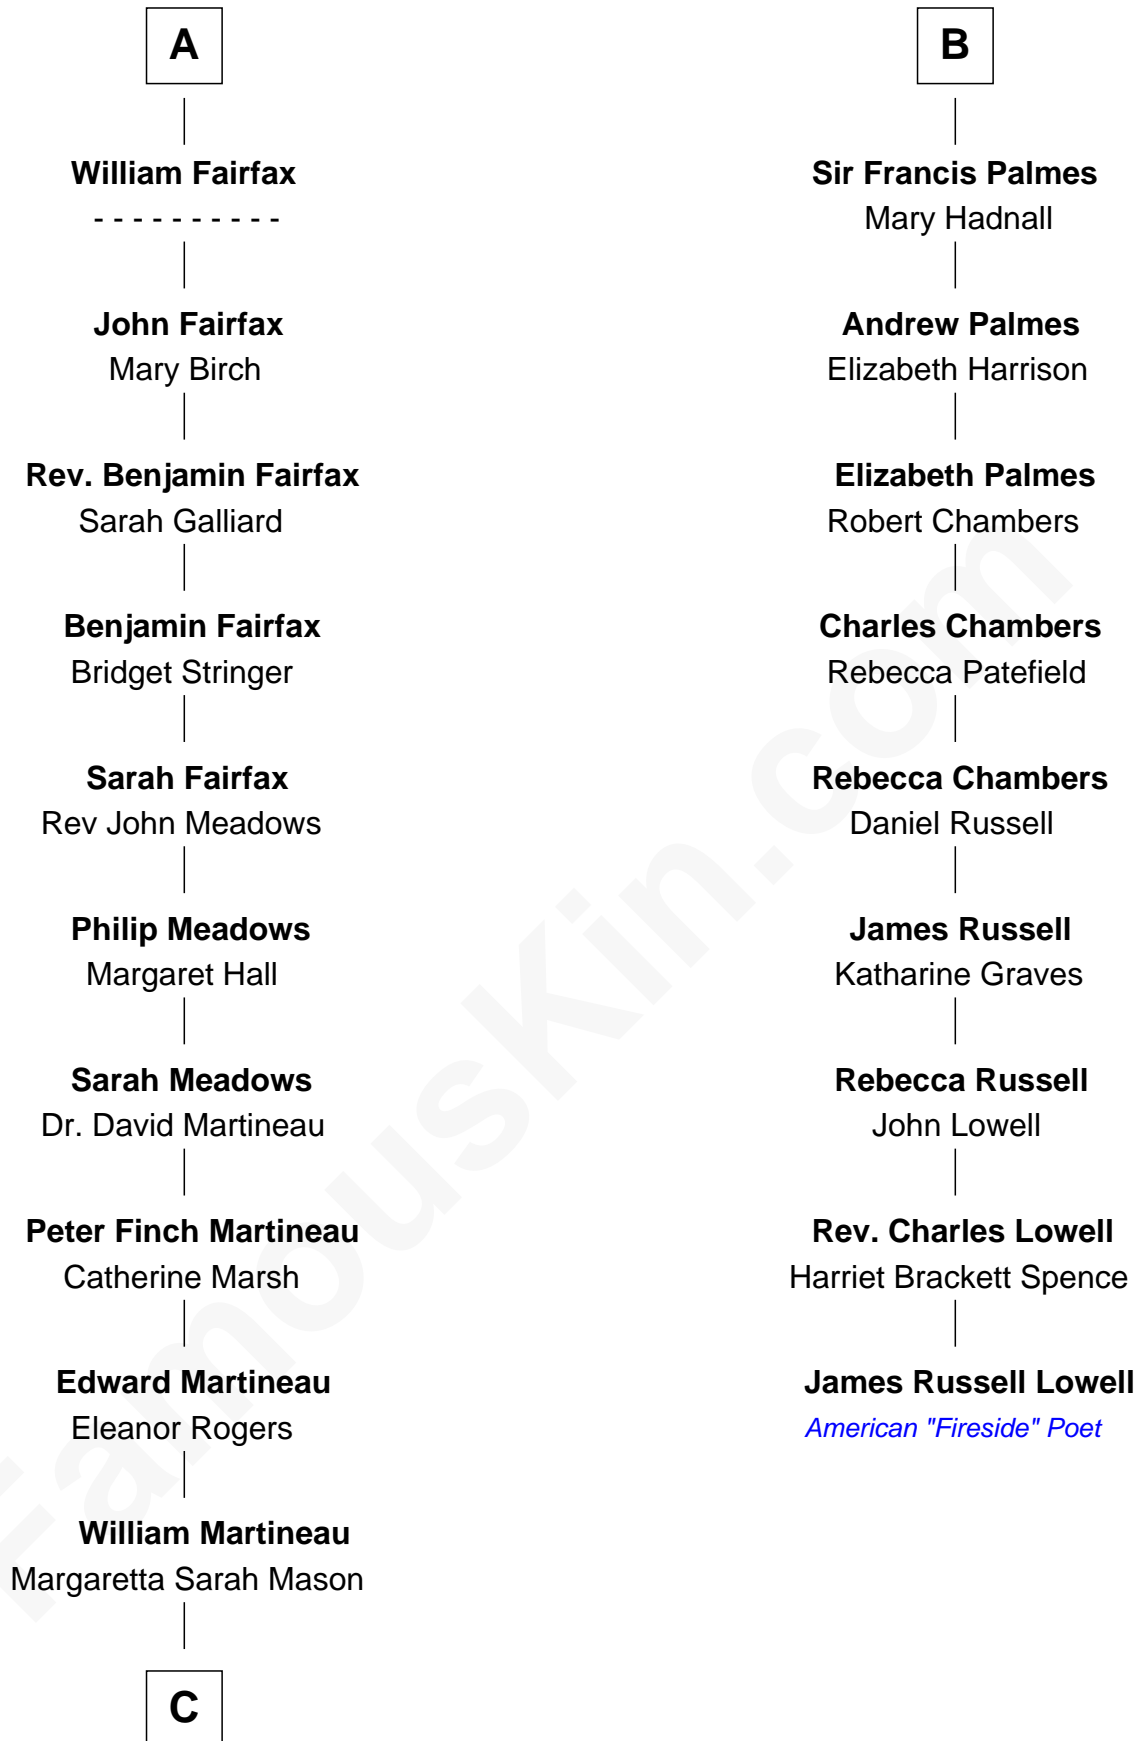 A
William Fairfax
- - - - - - - - - -
John Fairfax
Mary Birch
Rev. Benjamin Fairfax
Sarah Galliard
Benjamin Fairfax
Bridget Stringer
Sarah Fairfax
Rev John Meadows
Philip Meadows
Margaret Hall
Sarah Meadows
Dr. David Martineau
Peter Finch Martineau
Catherine Marsh
Edward Martineau
Eleanor Rogers
William Martineau
Margaretta Sarah Mason
C
B
Sir Francis Palmes
Mary Hadnall
Andrew Palmes
Elizabeth Harrison
Elizabeth Palmes
Robert Chambers
Charles Chambers
Rebecca Patefield
Rebecca Chambers
Daniel Russell
James Russell
Katharine Graves
Rebecca Russell
John Lowell
Rev. Charles Lowell
Harriet Brackett Spence
James Russell Lowell
American "Fireside" Poet
FamousKin.com